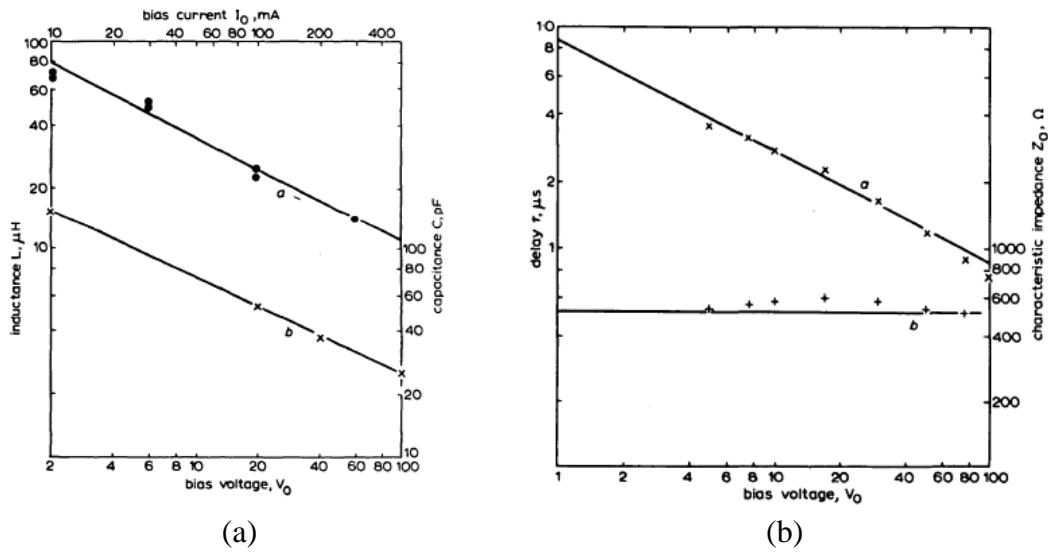 bias current I₀ ,mA
10 20 40 100 200 400
100
80
60
40
20
10
inductance L, μH
a
b
100
80
60
40
20
10
capacitance C, pF
2 4 6 8 10 20 40 60 80 100
bias voltage, V₀
(a)
1·0
8
6
4
2
1
delay τ, μs
a
b
1000
800
600
400
200
characteristic impedance Z₀, Ω
1 2 4 6 8 10 20 40 60 80 100
bias voltage, V₀
(b)